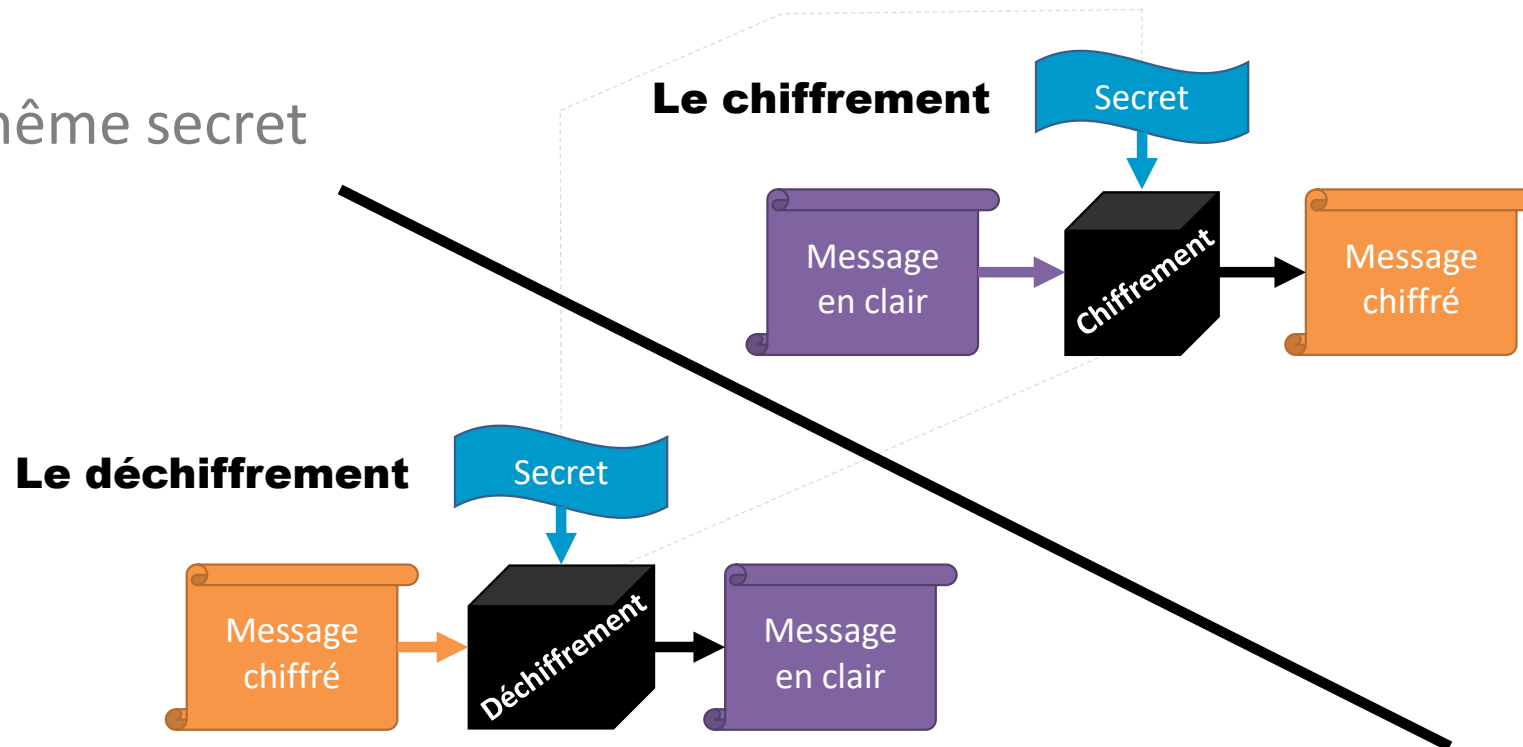 Le chiffrement
Secret
même secret
Message
en clair
Chiffrement
Message
chiffré
Le déchiffrement
Secret
Message
chiffré
Déchiffrement
Message
en clair